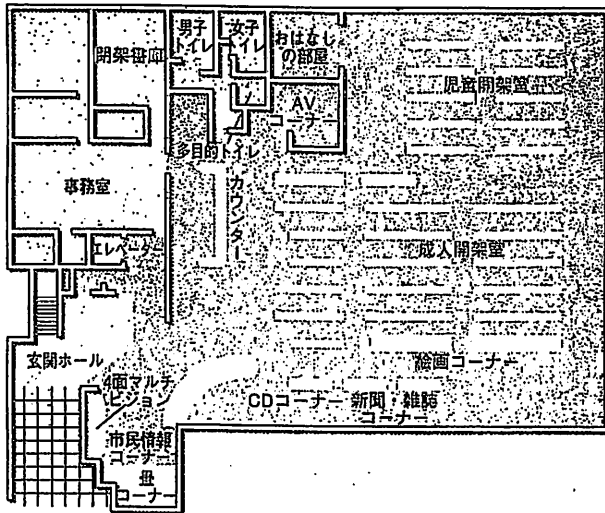 男子
トイレ
女子
トイレ
おはなし
の部屋
閉架書庫
児童開架室
AV
コーナー
多目的トイレ
カウンター
事務室
成人開架室
エレベータ
玄関ホール
絵画コーナー
4面マルチ
ビジョン
CDコーナー
新聞・雑誌
コーナー
市民情報
コーナー
畳
コーナー